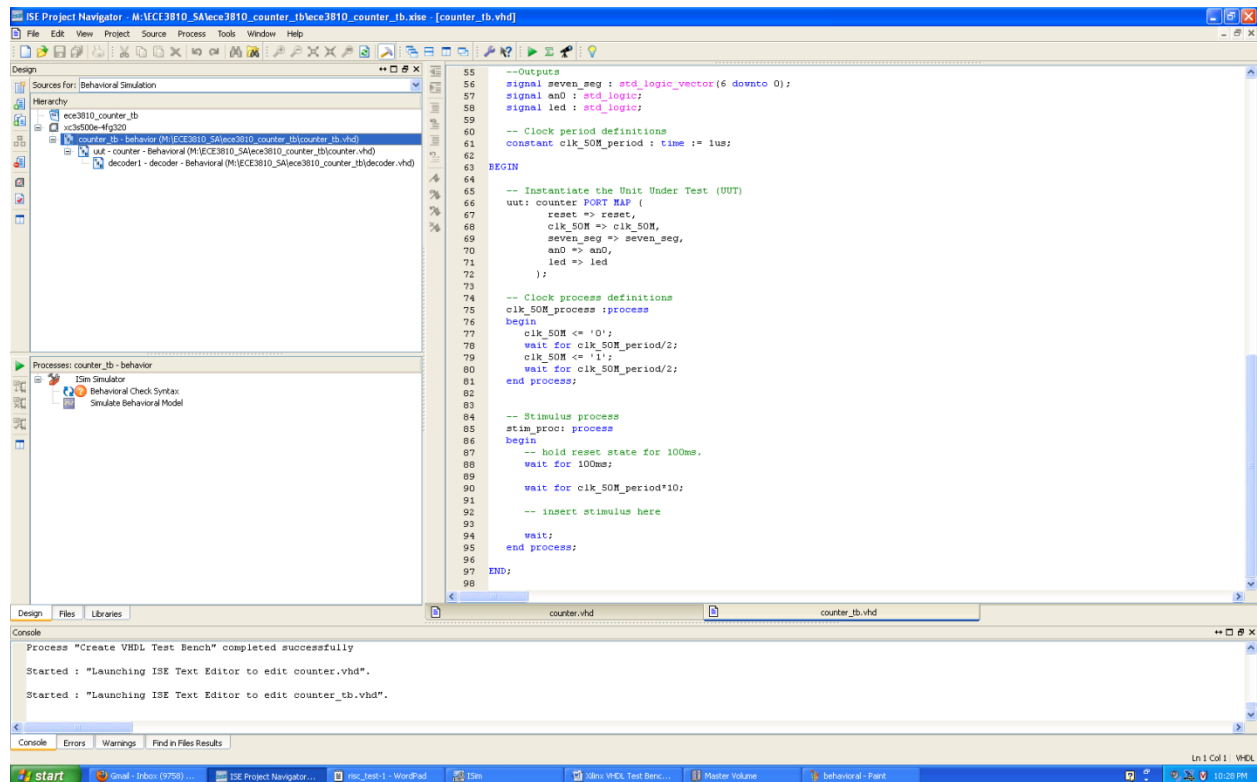 ISE Project Navigator - M:\ECE3810_SA\ece3810_counter_tb\ece3810_counter_tb.xise - [counter_tb.vhd]
File Edit View Project Source Process Tools Window Help
Design
Sources for: Behavioral Simulation
Hierarchy
ece3810_counter_tb
xc3s500e-4fg320
counter_tb - behavior (M:\ECE3810_SA\ece3810_counter_tb\counter_tb.vhd)
uut - counter - Behavioral (M:\ECE3810_SA\ece3810_counter_tb\counter.vhd)
decoder1 - decoder - Behavioral (M:\ECE3810_SA\ece3810_counter_tb\decoder.vhd)
Processes: counter_tb - behavior
ISim Simulator
Behavioral Check Syntax
Simulate Behavioral Model
Design Files Libraries
55 --Outputs
56 signal seven_seg : std_logic_vector(6 downto 0);
57 signal an0 : std_logic;
58 signal led : std_logic;
59
60 -- Clock period definitions
61 constant clk_50M_period : time := 1us;
62
63 BEGIN
64
65 -- Instantiate the Unit Under Test (UUT)
66 uut: counter PORT MAP (
67 reset => reset,
68 clk_50M => clk_50M,
69 seven_seg => seven_seg,
70 an0 => an0,
71 led => led
72 );
73
74 -- Clock process definitions
75 clk_50M_process :process
76 begin
77 clk_50M <= '0';
78 wait for clk_50M_period/2;
79 clk_50M <= '1';
80 wait for clk_50M_period/2;
81 end process;
82
83
84 -- Stimulus process
85 stim_proc: process
86 begin
87 -- hold reset state for 100ms.
88 wait for 100ms;
89
90 wait for clk_50M_period*10;
91
92 -- insert stimulus here
93
94 wait;
95 end process;
96
97 END;
98
counter.vhd counter_tb.vhd
Console
Process "Create VHDL Test Bench" completed successfully
Started : "Launching ISE Text Editor to edit counter.vhd".
Started : "Launching ISE Text Editor to edit counter_tb.vhd".
Console Errors Warnings Find in Files Results
Ln 1 Col 1 VHDL
start Gmail - Inbox (9758) ... ISE Project Navigator... risc_test-1 - WordPad ISim Xilinx VHDL Test Benc... Master Volume behavioral - Paint 10:28 PM